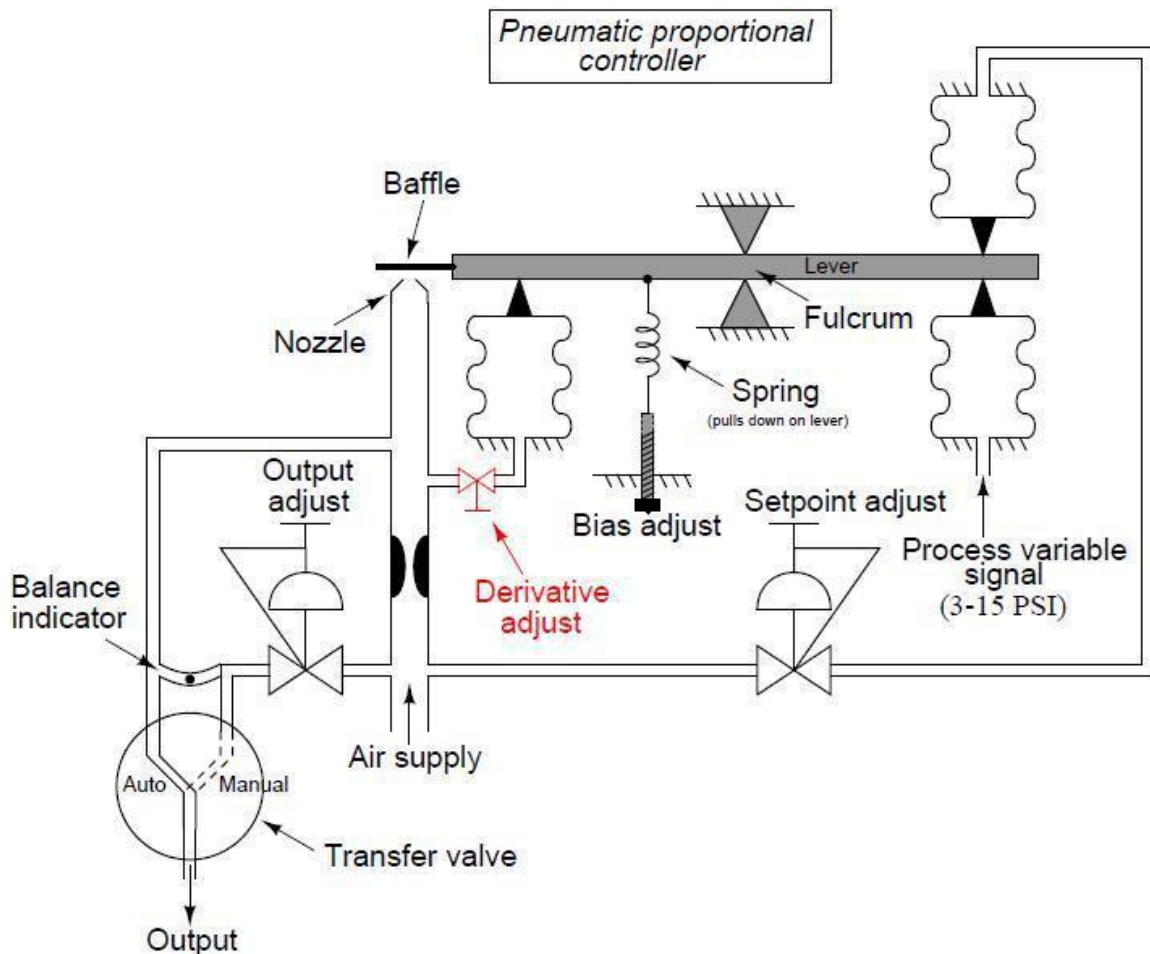 Pneumatic proportional
controller
Baffle
Lever
Nozzle
Fulcrum
Spring
(pulls down on lever)
Output
adjust
Bias adjust
Setpoint adjust
Process variable
signal
(3-15 PSI)
Derivative
adjust
Balance
indicator
Air supply
Auto
Manual
Transfer valve
Output